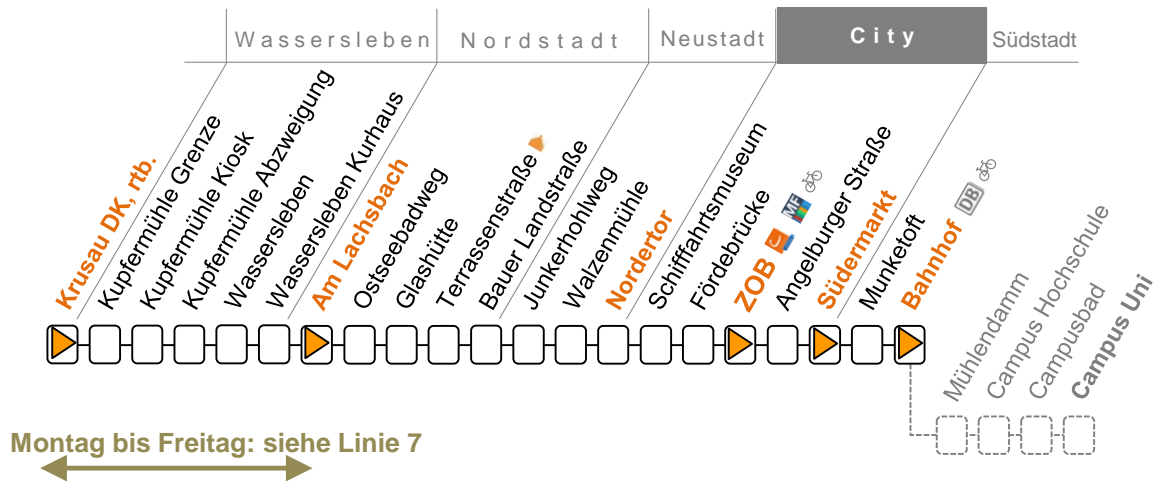 Wassersleben Nordstadt Neustadt City Südstadt
Krusau DK, rtb.
Kupfermühle Grenze
Kupfermühle Kiosk
Kupfermühle Abzweigung
Wassersleben
Wassersleben Kurhaus
Am Lachsbach
Ostseebadweg
Glashütte
Terrassenstraße
Bauer Landstraße
Junkerhohlweg
Walzenmühle
Nordertor
Schifffahrtsmuseum
Fördebrücke
ZOB MF
Angelburger Straße
Südermarkt
Munketoft
Bahnhof DB
Mühlendamm
Campus Hochschule
Campusbad
Campus Uni
Montag bis Freitag: siehe Linie 7